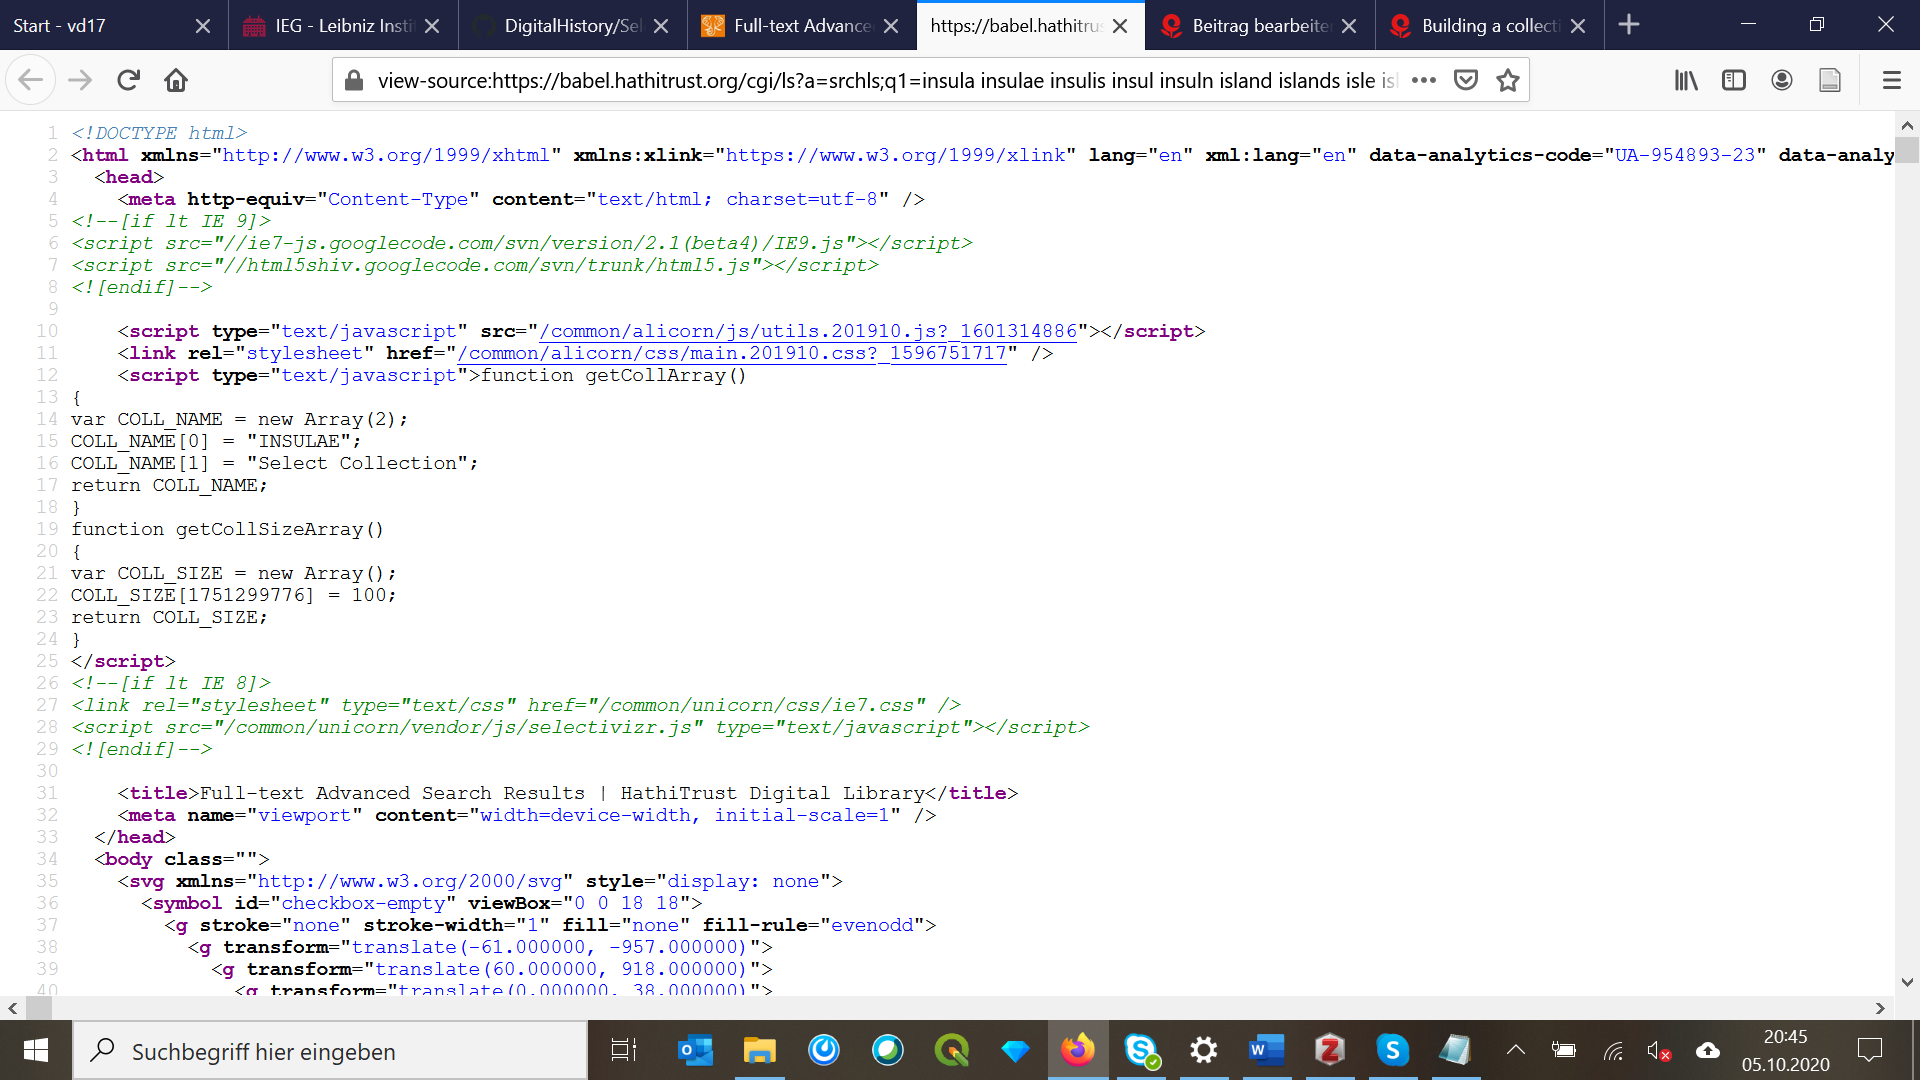 Start - vd17
IEG - Leibniz Insti
DigitalHistory/Sel
Full-text Advance
https://babel.hathitrus
Beitrag bearbeite
Building a collecti
view-source:https://babel.hathitrust.org/cgi/ls?a=srchls;q1=insula insulae insulis insul insuln island islands isle isl
1 <!DOCTYPE html>
2 <html xmlns="http://www.w3.org/1999/xhtml" xmlns:xlink="https://www.w3.org/1999/xlink" lang="en" xml:lang="en" data-analytics-code="UA-954893-23" data-analy
3 <head>
4 <meta http-equiv="Content-Type" content="text/html; charset=utf-8" />
5 <!--[if lt IE 9]>
6 <script src="//ie7-js.googlecode.com/svn/version/2.1(beta4)/IE9.js"></script>
7 <script src="//html5shiv.googlecode.com/svn/trunk/html5.js"></script>
8 <![endif]-->
9
10 <script type="text/javascript" src="/common/alicorn/js/utils.201910.js?_1601314886"></script>
11 <link rel="stylesheet" href="/common/alicorn/css/main.201910.css?_1596751717" />
12 <script type="text/javascript">function getCollArray()
13 {
14 var COLL_NAME = new Array(2);
15 COLL_NAME[0] = "INSULAE";
16 COLL_NAME[1] = "Select Collection";
17 return COLL_NAME;
18 }
19 function getCollSizeArray()
20 {
21 var COLL_SIZE = new Array();
22 COLL_SIZE[1751299776] = 100;
23 return COLL_SIZE;
24 }
25 </script>
26 <!--[if lt IE 8]>
27 <link rel="stylesheet" type="text/css" href="/common/unicorn/css/ie7.css" />
28 <script src="/common/unicorn/vendor/js/selectivizr.js" type="text/javascript"></script>
29 <![endif]-->
30
31 <title>Full-text Advanced Search Results | HathiTrust Digital Library</title>
32 <meta name="viewport" content="width=device-width, initial-scale=1" />
33 </head>
34 <body class="">
35 <svg xmlns="http://www.w3.org/2000/svg" style="display: none">
36 <symbol id="checkbox-empty" viewBox="0 0 18 18">
37 <g stroke="none" stroke-width="1" fill="none" fill-rule="evenodd">
38 <g transform="translate(-61.000000, -957.000000)">
39 <g transform="translate(60.000000, 918.000000)">
40 <g transform="translate(0.000000, 38.000000)">
Suchbegriff hier eingeben
20:45
05.10.2020